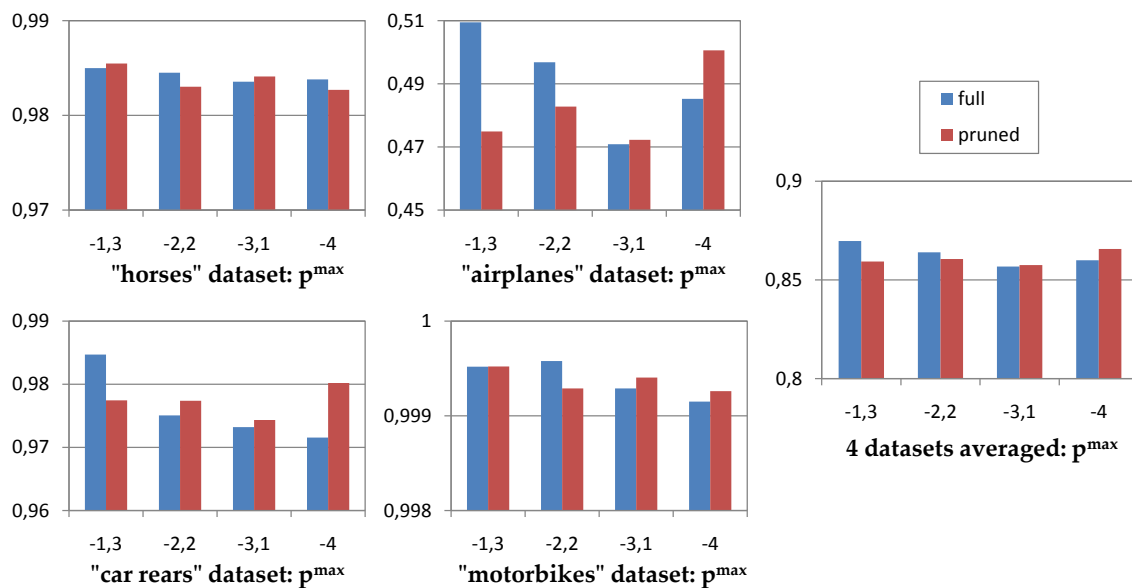 0,99
0,98
0,97
-1,3 -2,2 -3,1 -4
"horses" dataset: pmax
0,51
0,49
0,47
0,45
-1,3 -2,2 -3,1 -4
"airplanes" dataset: pmax
full
pruned
0,9
0,85
0,8
-1,3 -2,2 -3,1 -4
4 datasets averaged: pmax
0,99
0,98
0,97
0,96
-1,3 -2,2 -3,1 -4
"car rears" dataset: pmax
1
0,999
0,998
-1,3 -2,2 -3,1 -4
"motorbikes" dataset: pmax